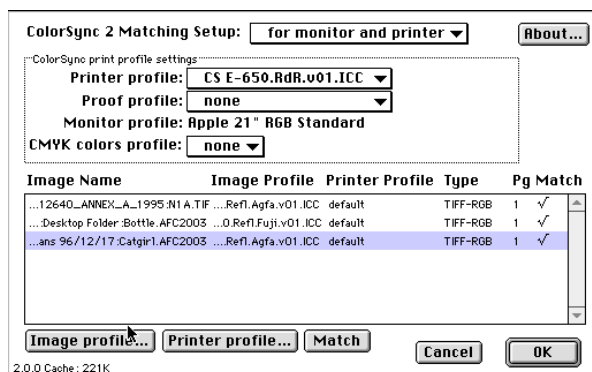 ColorSync 2 Matching Setup: for monitor and printer About...
ColorSync print profile settings
Printer profile: CS E-650.RdR.v01.ICC
Proof profile: none
Monitor profile: Apple 21" RGB Standard
CMYK colors profile: none
Image Name Image Profile Printer Profile Type Pg Match
...12640_ANNEX_A_1995:N1A.TIF ....Refl.Agfa.v01.ICC default TIFF-RGB 1 √
...:Desktop Folder:Bottle.AFC2003 ...0.Refl.Fuji.v01.ICC default TIFF-RGB 1 √
...ans 96/12/17:Catgirl.AFC2003 ....Refl.Agfa.v01.ICC default TIFF-RGB 1 √
Image profile... Printer profile... Match Cancel OK
2.0.0 Cache: 221K